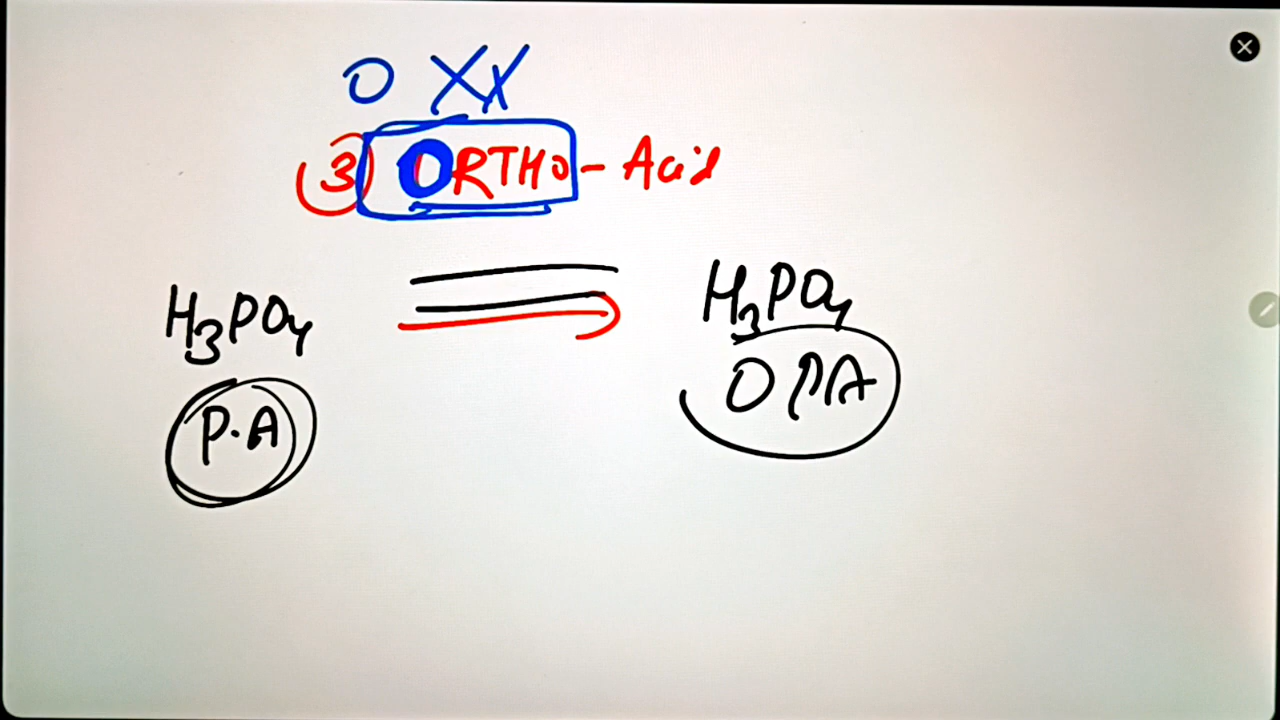 O XX
3) ORTHO - Acid
H3PO4
H3PO4
P.A
OPA